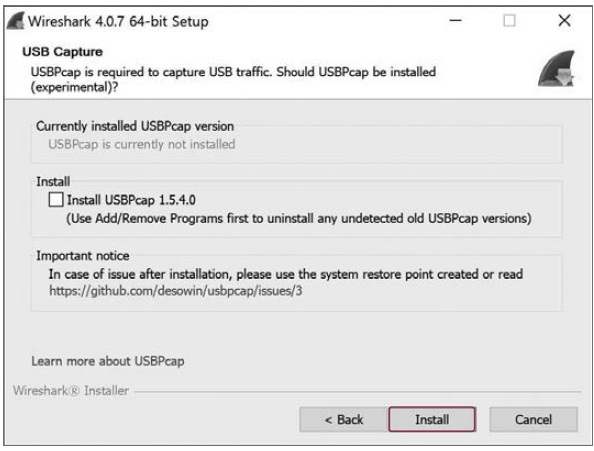 Wireshark 4.0.7 64-bit Setup
USB Capture
USBPcap is required to capture USB traffic. Should USBPcap be installed
(experimental)?
Currently installed USBPcap version
USBPcap is currently not installed
Install
Install USBPcap 1.5.4.0
(Use Add/Remove Programs first to uninstall any undetected old USBPcap versions)
Important notice
In case of issue after installation, please use the system restore point created or read
https://github.com/desowin/usbpcap/issues/3
Learn more about USBPcap
Wireshark® Installer
< Back Install Cancel